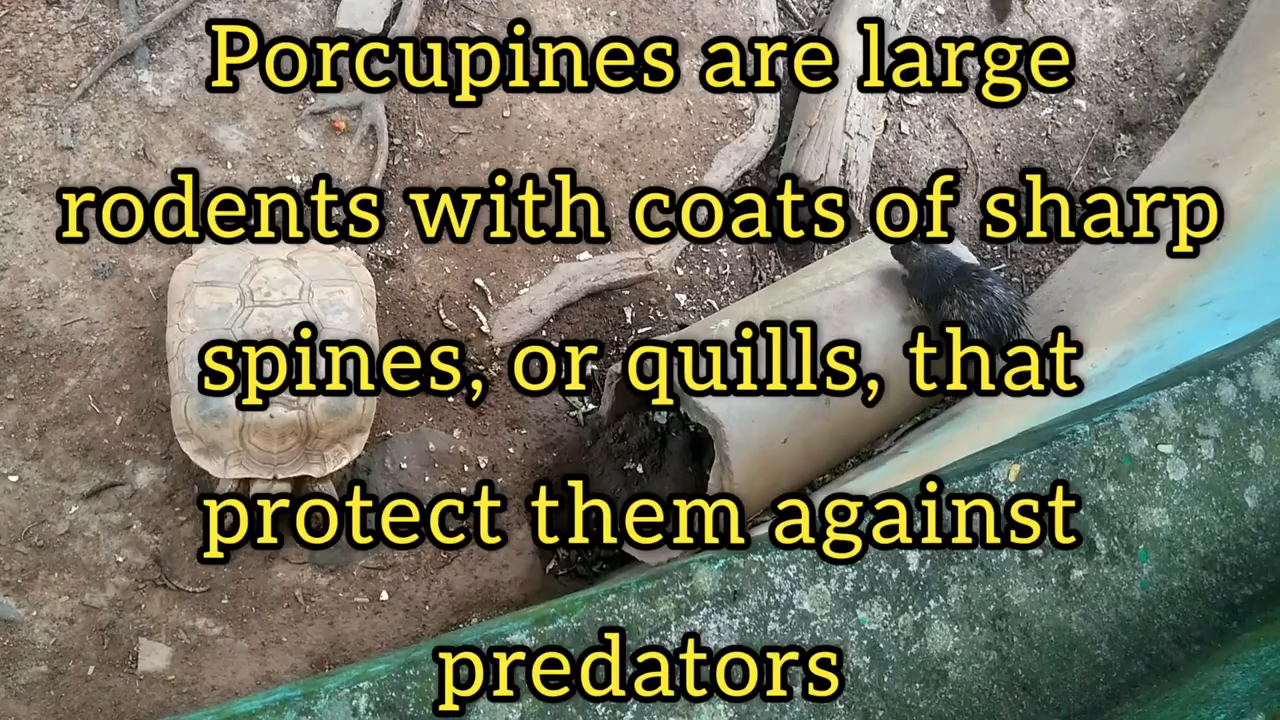 Porcupines are large
rodents with coats of sharp
spines, or quills, that
protect them against
predators